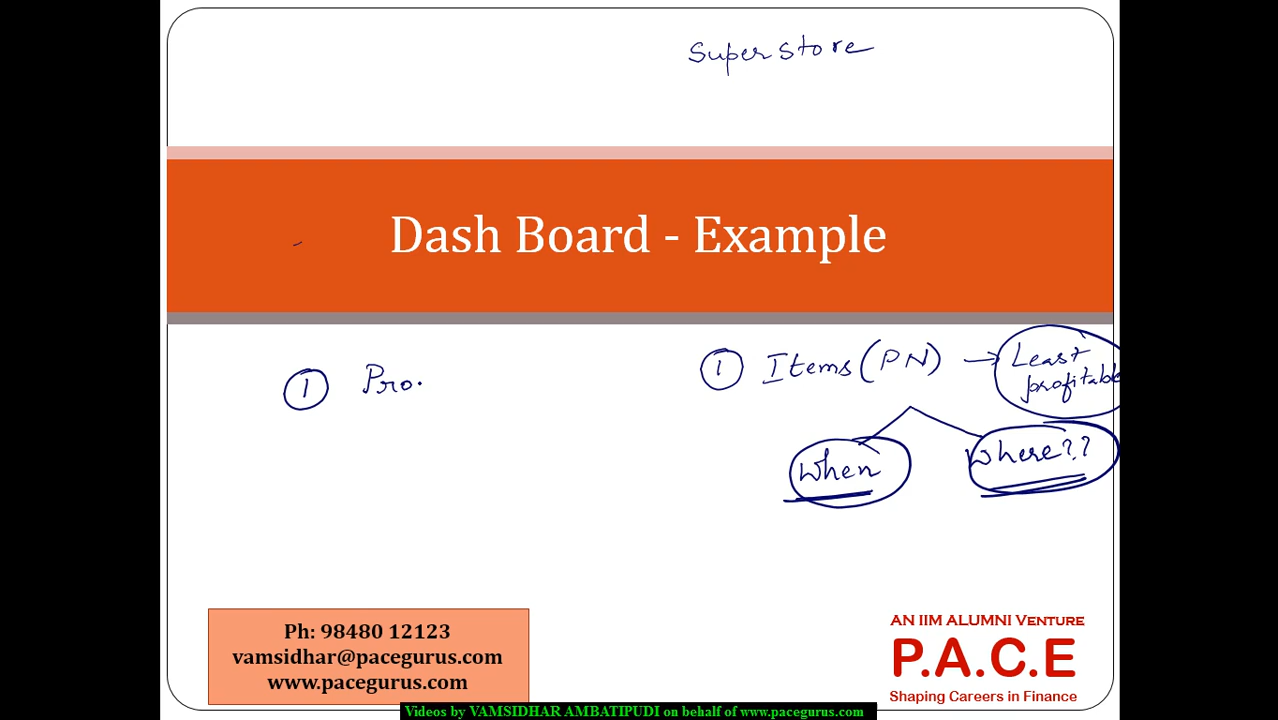 Superstore
Dash Board - Example
① Pro.
① Items (PN) → Least profitable
When
Where??
Ph: 98480 12123
vamsidhar@pacegurus.com
www.pacegurus.com
AN IIM ALUMNI VENTURE
P.A.C.E
Shaping Careers in Finance
Videos by VAMSIDHAR AMBATIPUDI on behalf of www.pacegurus.com